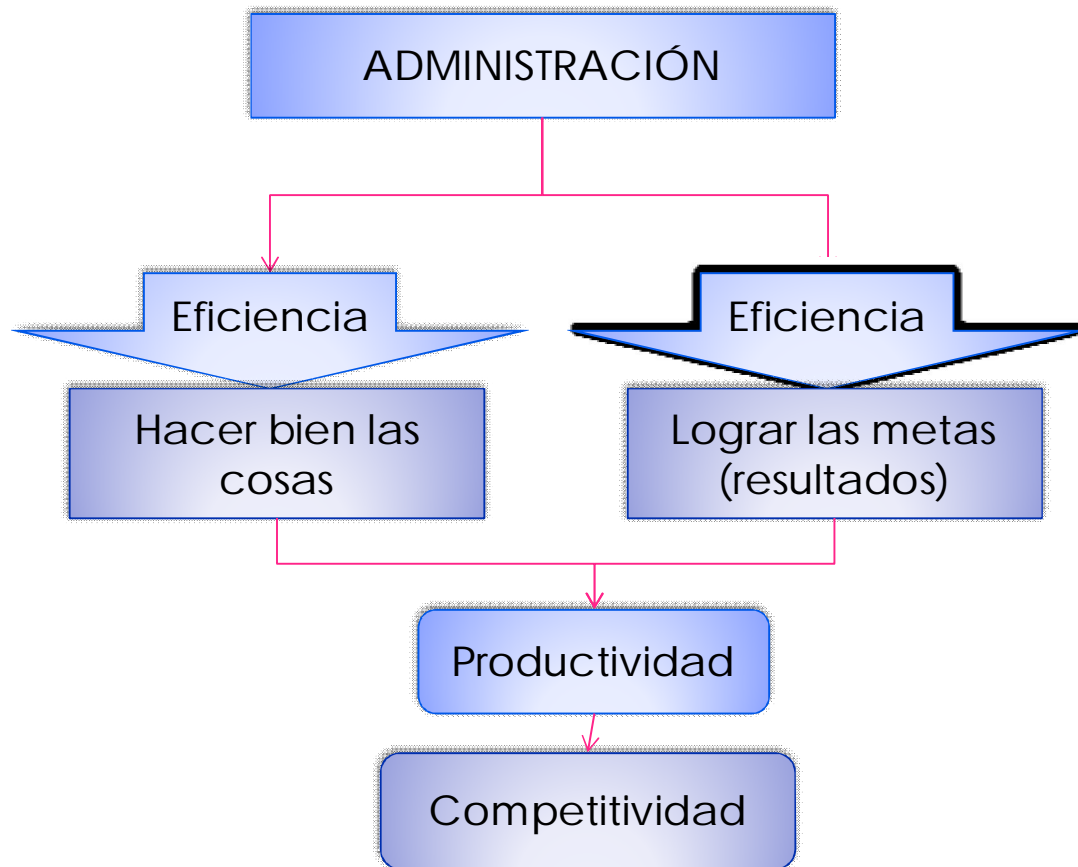 ADMINISTRACIÓN
Eficiencia
Eficiencia
Hacer bien las
cosas
Lograr las metas
(resultados)
Productividad
Competitividad